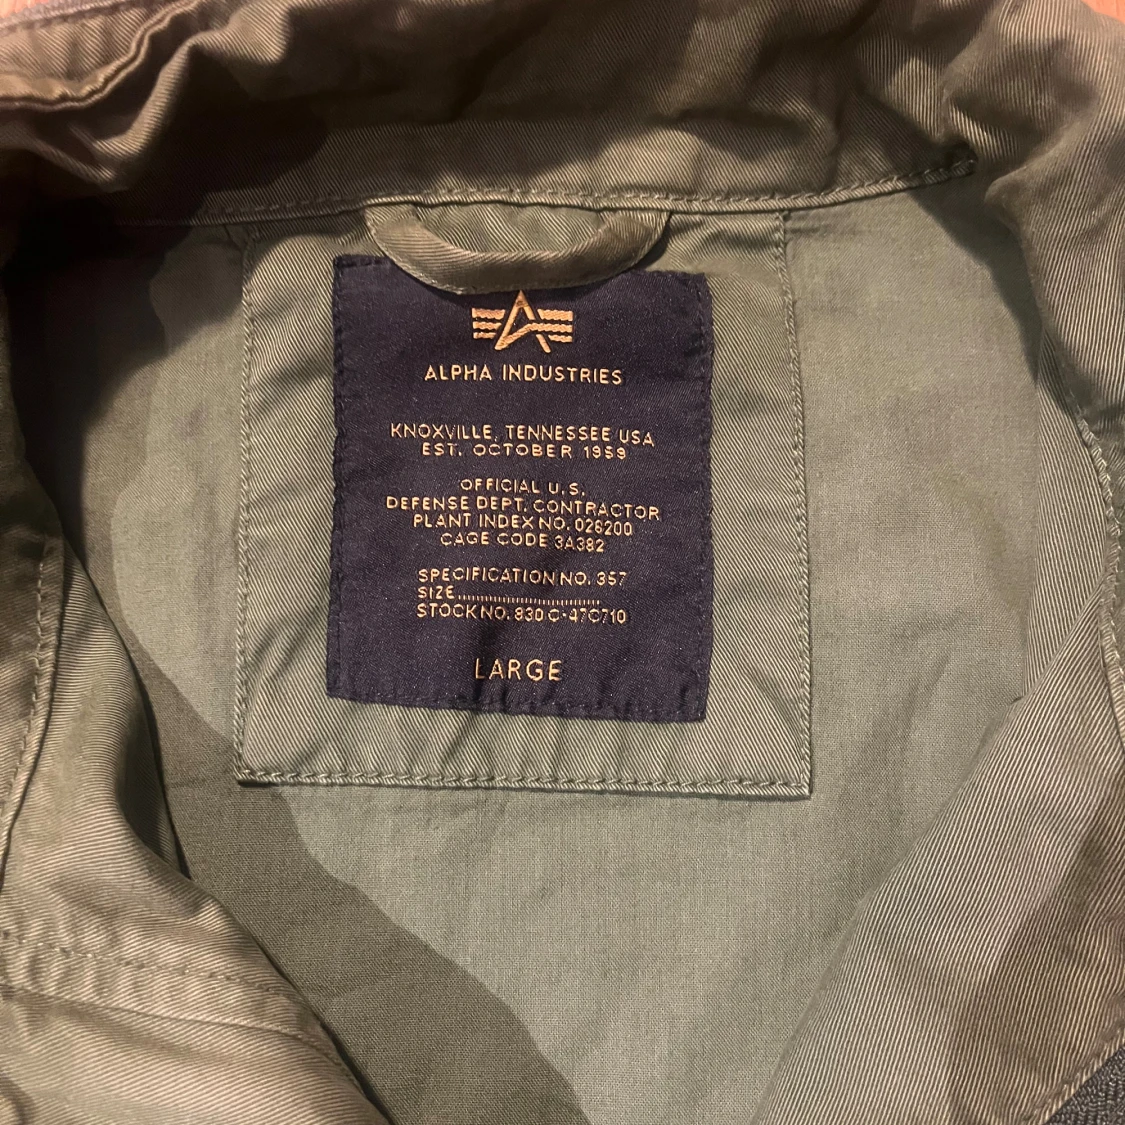 ALPHA INDUSTRIES
KNOXVILLE, TENNESSEE USA
EST. OCTOBER 1959
OFFICIAL U.S.
DEFENSE DEPT. CONTRACTOR
PLANT INDEX NO. 026200
CAGE CODE 3A382
SPECIFICATION NO. 357
SIZE................................
STOCK NO. 830 C-47C710
LARGE